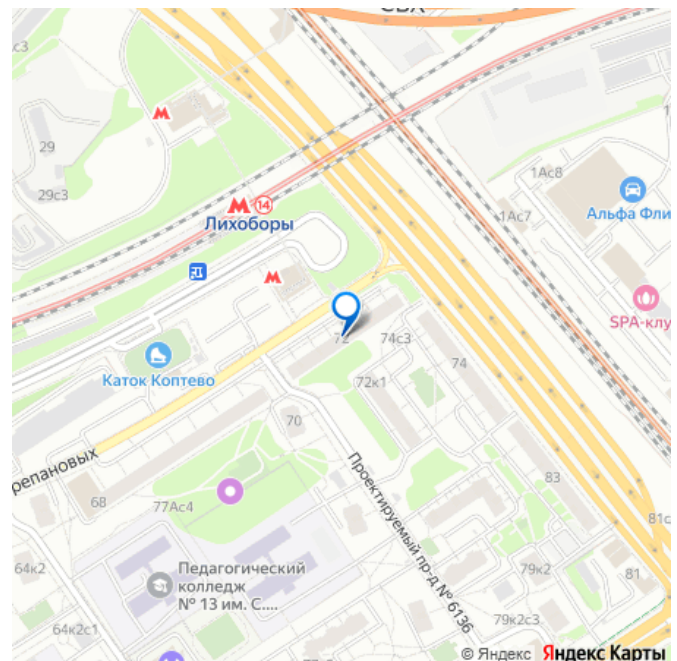 СВХ
29
29с3
1Ас8
Альфа Фли
1Ас7
14
Лихоборы
SPA-клу
72
74с3
74
Каток Коптево
72к1
70
репановых
68
77Ас4
83
Проектируемый пр-д № 6136
81с
Педагогический
колледж
№ 13 им. С....
79к2
81
64к2
79к2с3
64к2с1
© Яндекс Яндекс Карты